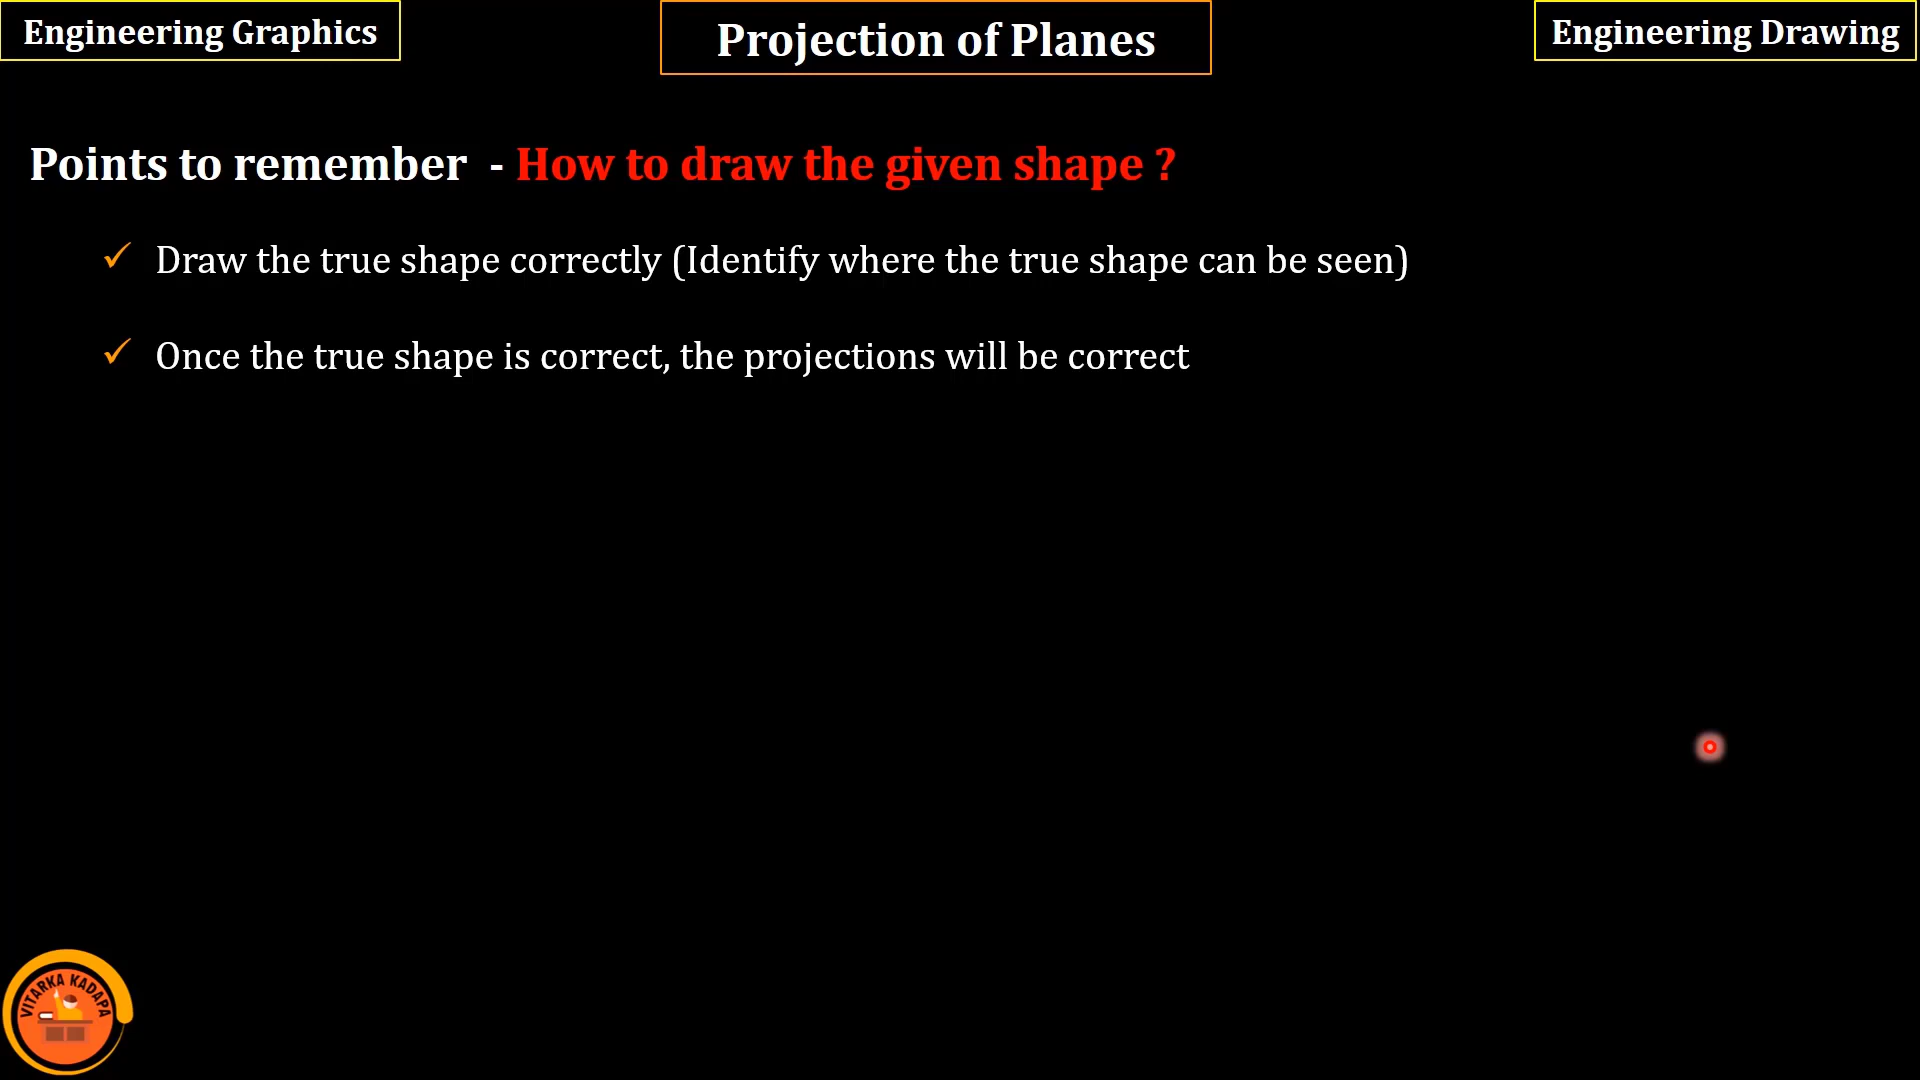 Engineering Graphics
Projection of Planes
Engineering Drawing
Points to remember - How to draw the given shape ?
✓ Draw the true shape correctly (Identify where the true shape can be seen)
✓ Once the true shape is correct, the projections will be correct
VITARKA KADAPA